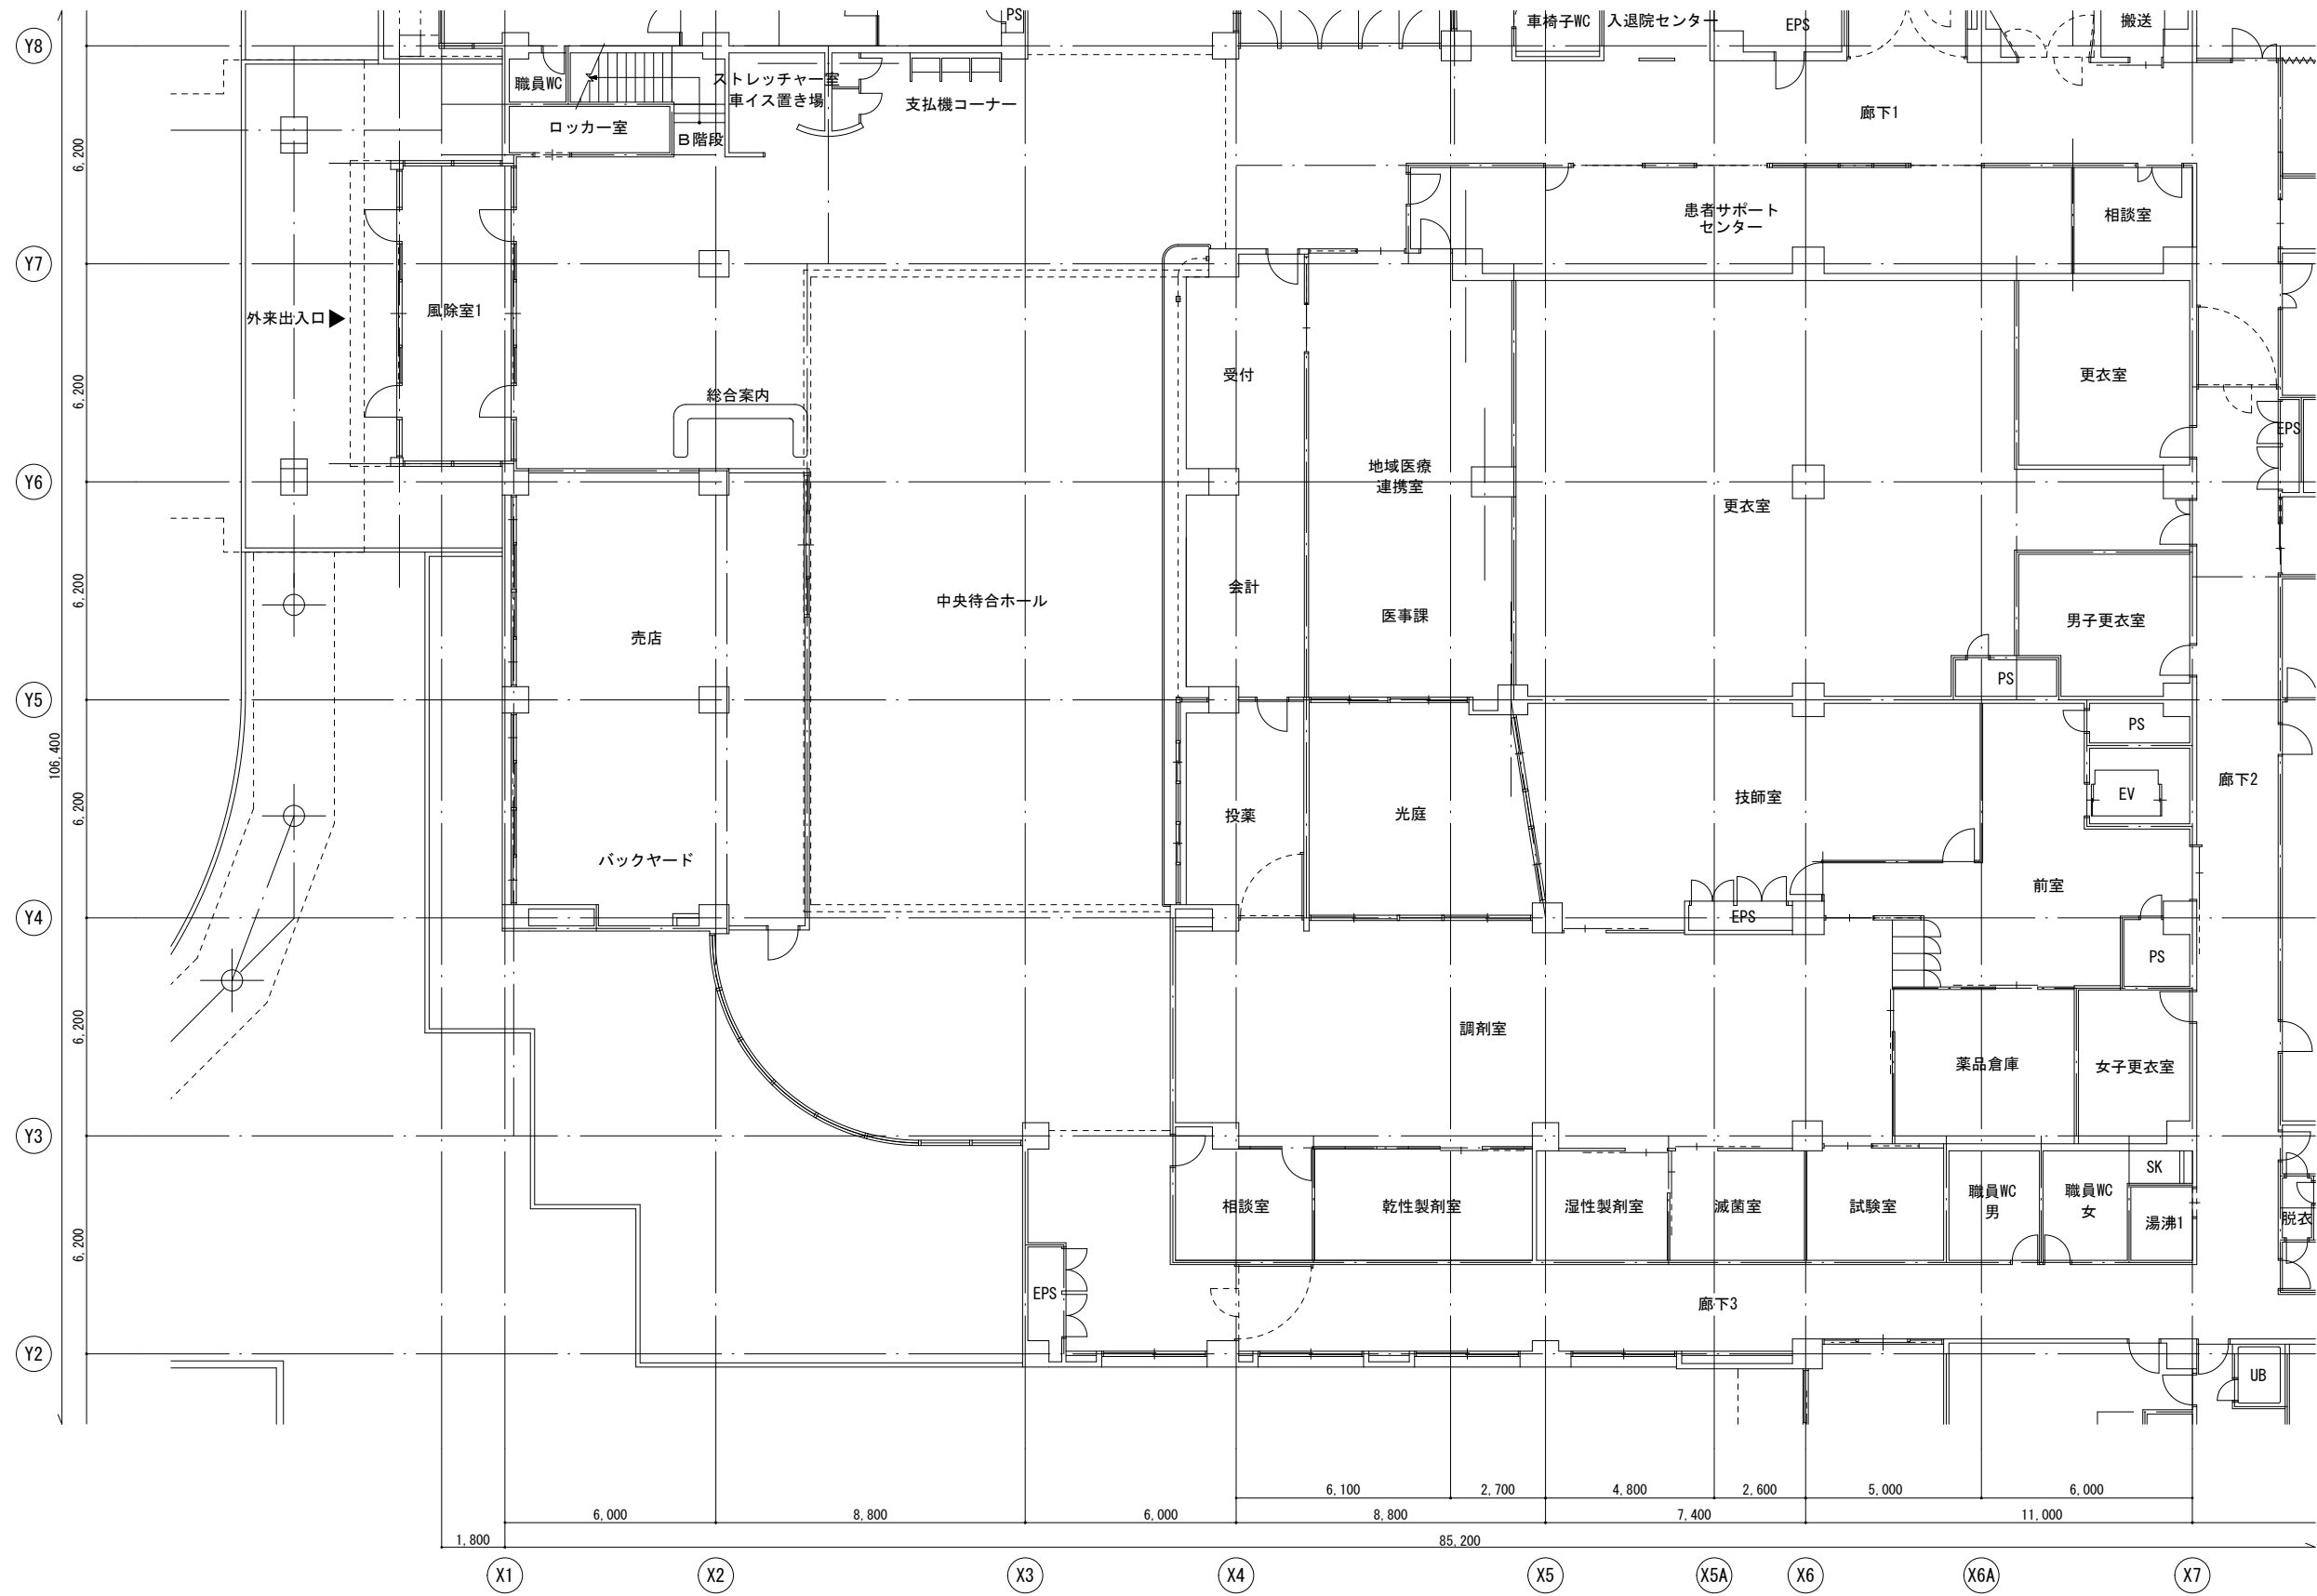 PS
車椅子WC
入退院センター
EPS
搬送
Y8
職員WC
ストレッチャー室
車イス置き場
支払機コーナー
ロッカー室
B階段
廊下1
6,200
患者サポート
センター
相談室
Y7
外来出入口
風除室1
総合案内
受付
更衣室
6,200
EPS
地域医療
連携室
Y6
更衣室
6,200
中央待合ホール
会計
医事課
男子更衣室
売店
PS
Y5
PS
106,400
6,200
投薬
光庭
技師室
EV
廊下2
バックヤード
前室
Y4
EPS
PS
6,200
調剤室
薬品倉庫
女子更衣室
Y3
SK
相談室
乾性製剤室
湿性製剤室
滅菌室
試験室
職員WC
男
職員WC
女
湯沸1
脱衣
6,200
EPS
廊下3
Y2
UB
6,100
2,700
4,800
2,600
5,000
6,000
6,000
8,800
6,000
8,800
7,400
11,000
1,800
85,200
X1
X2
X3
X4
X5
X5A
X6
X6A
X7